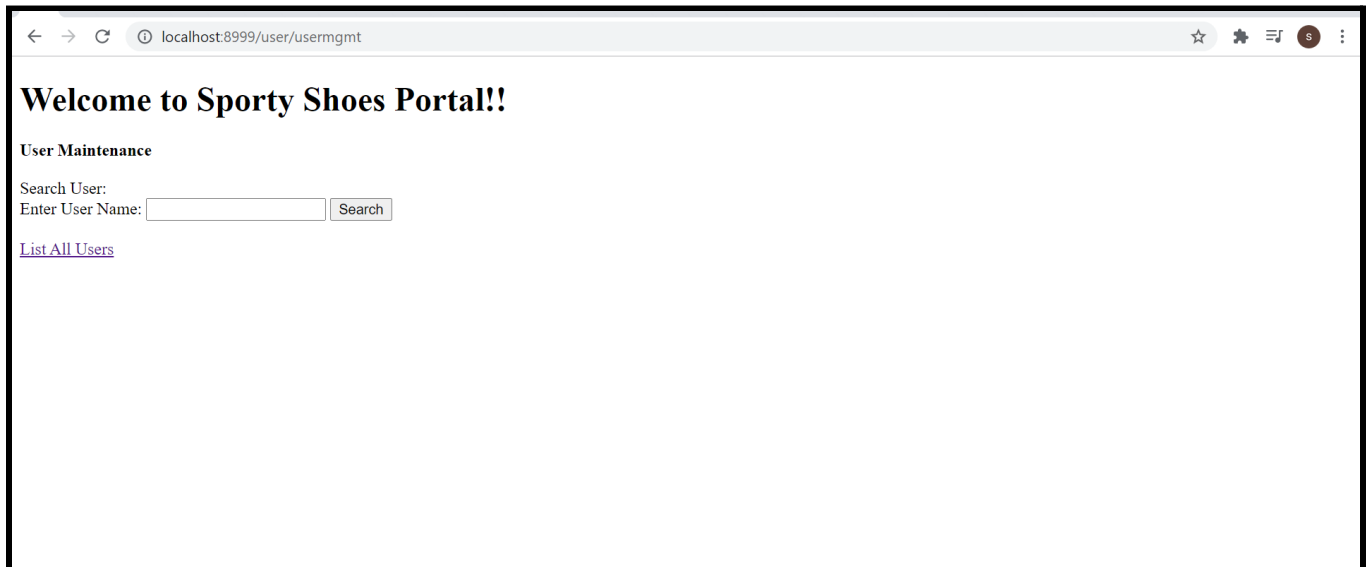 localhost:8999/user/usermgmt
s
Welcome to Sporty Shoes Portal!!
User Maintenance
Search User:
Enter User Name: Search
List All Users